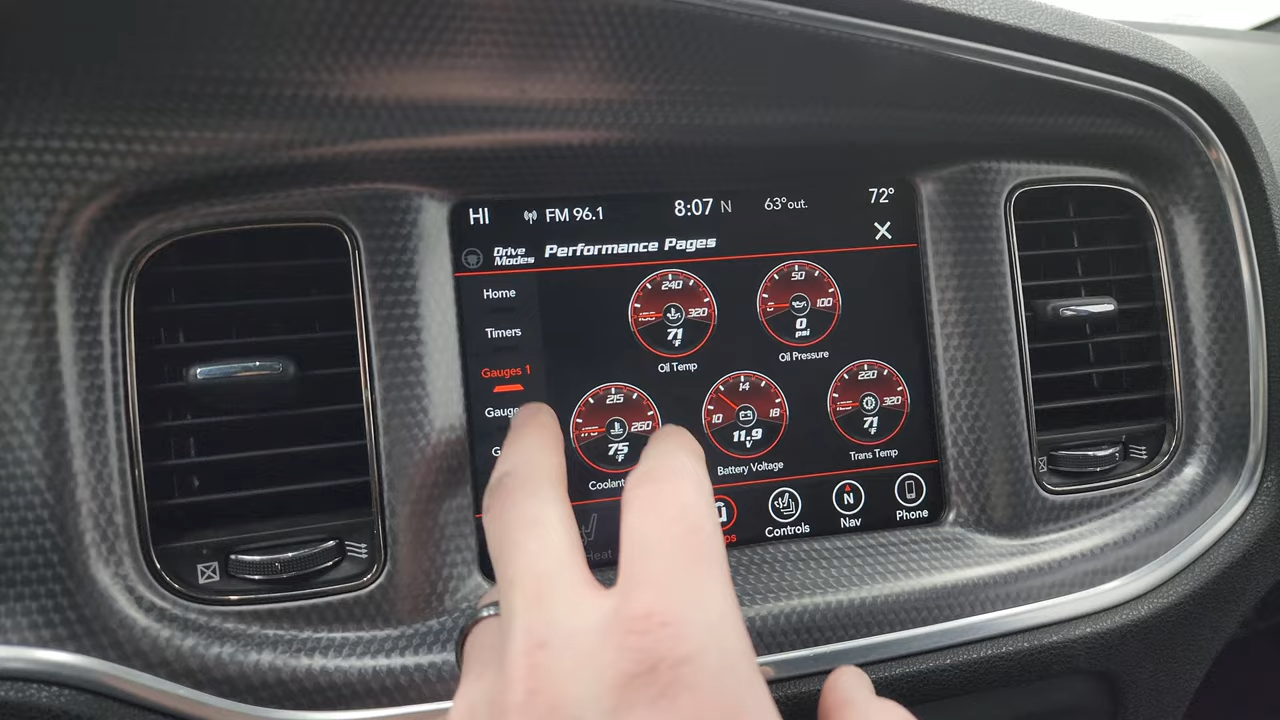 HI FM 96.1 8:07 N 63°out. 72°
Drive
Modes
Performance Pages
Home
Timers
Gauges 1
240
320
71
°F
Oil Temp
50
0
100
0
psi
Oil Pressure
215
260
75
°F
14
10
18
11.9
V
Battery Voltage
220
320
71
°F
Trans Temp
Heat
Controls
N
Nav
Phone